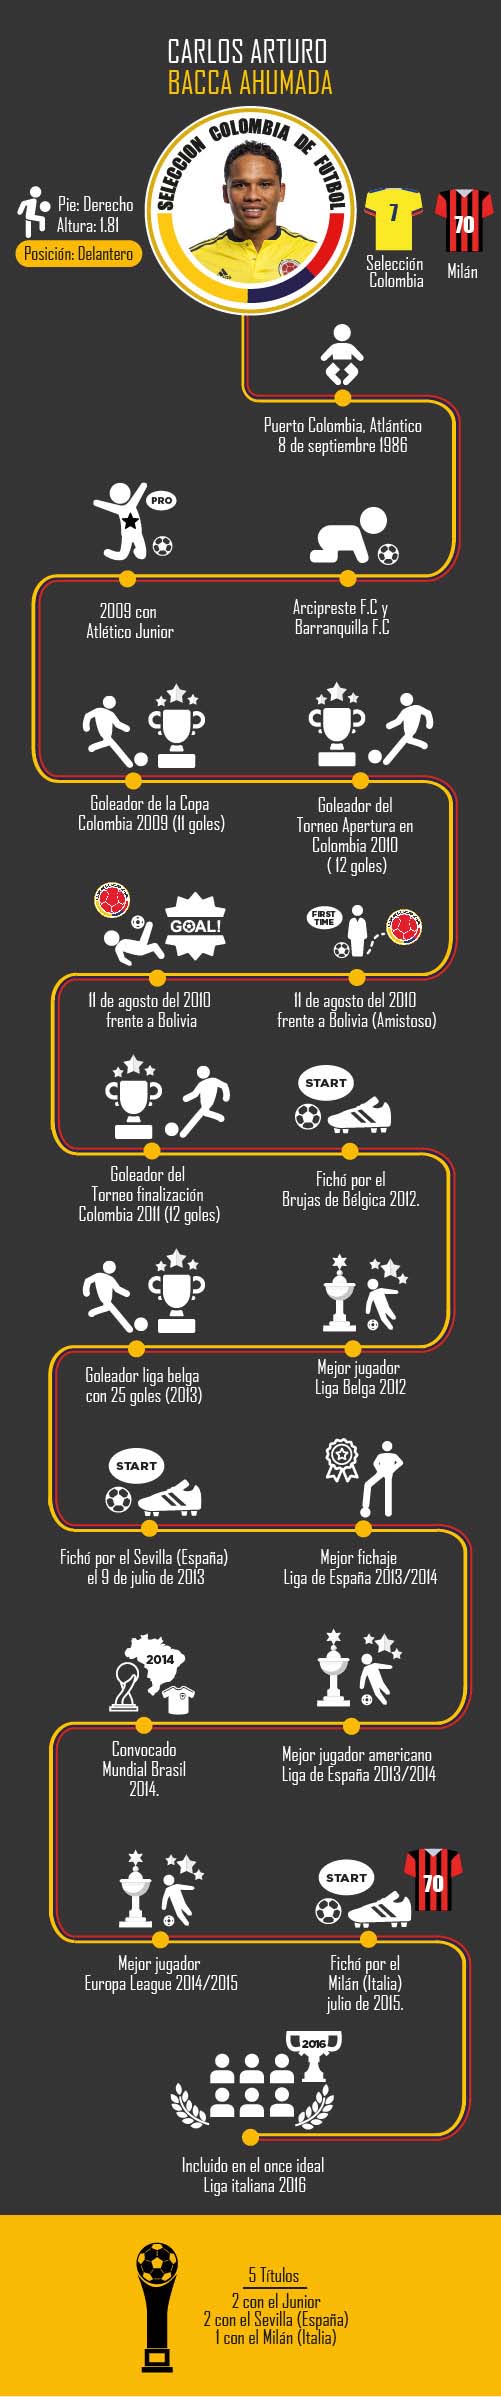 CARLOS ARTURO
BACCA AHUMADA
SELECCION COLOMBIA DE FUTBOL
Pie: Derecho
Altura: 1.81
Posición: Delantero
7
70
Selección
Colombia
Milán
Puerto Colombia, Atlántico
8 de septiembre 1986
PRO
2009 con
Atlético Junior
Arcipreste F.C y
Barranquilla F.C
Goleador de la Copa
Colombia 2009 (11 goles)
Goleador del
Torneo Apertura en
Colombia 2010
( 12 goles)
GOAL!
FIRST
TIME
11 de agosto del 2010
frente a Bolivia
11 de agosto del 2010
frente a Bolivia (Amistoso)
START
Goleador del
Torneo finalización
Colombia 2011 (12 goles)
Fichó por el
Brujas de Bélgica 2012.
Goleador liga belga
con 25 goles (2013)
Mejor jugador
Liga Belga 2012
START
Fichó por el Sevilla (España)
el 9 de julio de 2013
Mejor fichaje
Liga de España 2013/2014
2014
Convocado
Mundial Brasil
2014.
Mejor jugador americano
Liga de España 2013/2014
START
70
Mejor jugador
Europa League 2014/2015
Fichó por el
Milán (Italia)
julio de 2015.
2016
Incluido en el once ideal
Liga italiana 2016
5 Títulos
2 con el Junior
2 con el Sevilla (España)
1 con el Milán (Italia)